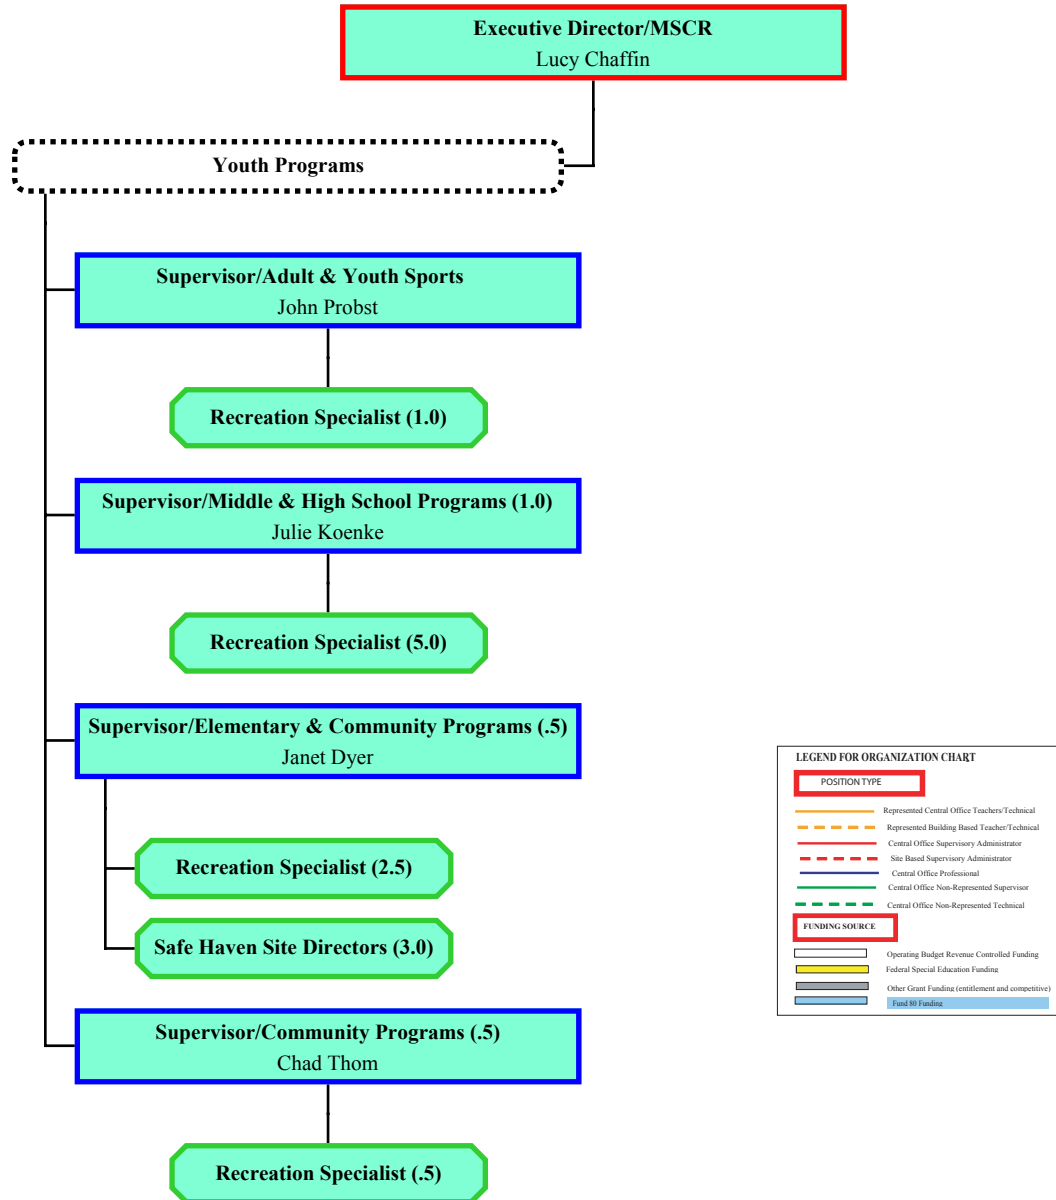 Executive Director/MSCR
Lucy Chaffin
Youth Programs
Supervisor/Adult & Youth Sports
John Probst
Recreation Specialist (1.0)
Supervisor/Middle & High School Programs (1.0)
Julie Koenke
Recreation Specialist (5.0)
Supervisor/Elementary & Community Programs (.5)
Janet Dyer
Recreation Specialist (2.5)
Safe Haven Site Directors (3.0)
Supervisor/Community Programs (.5)
Chad Thom
Recreation Specialist (.5)
LEGEND FOR ORGANIZATION CHART
POSITION TYPE
Represented Central Office Teachers/Technical
Represented Building Based Teacher/Technical
Central Office Supervisory Administrator
Site Based Supervisory Administrator
Central Office Professional
Central Office Non-Represented Supervisor
Central Office Non-Represented Technical
FUNDING SOURCE
Operating Budget Revenue Controlled Funding
Federal Special Education Funding
Other Grant Funding (entitlement and competitive)
Fund 80 Funding